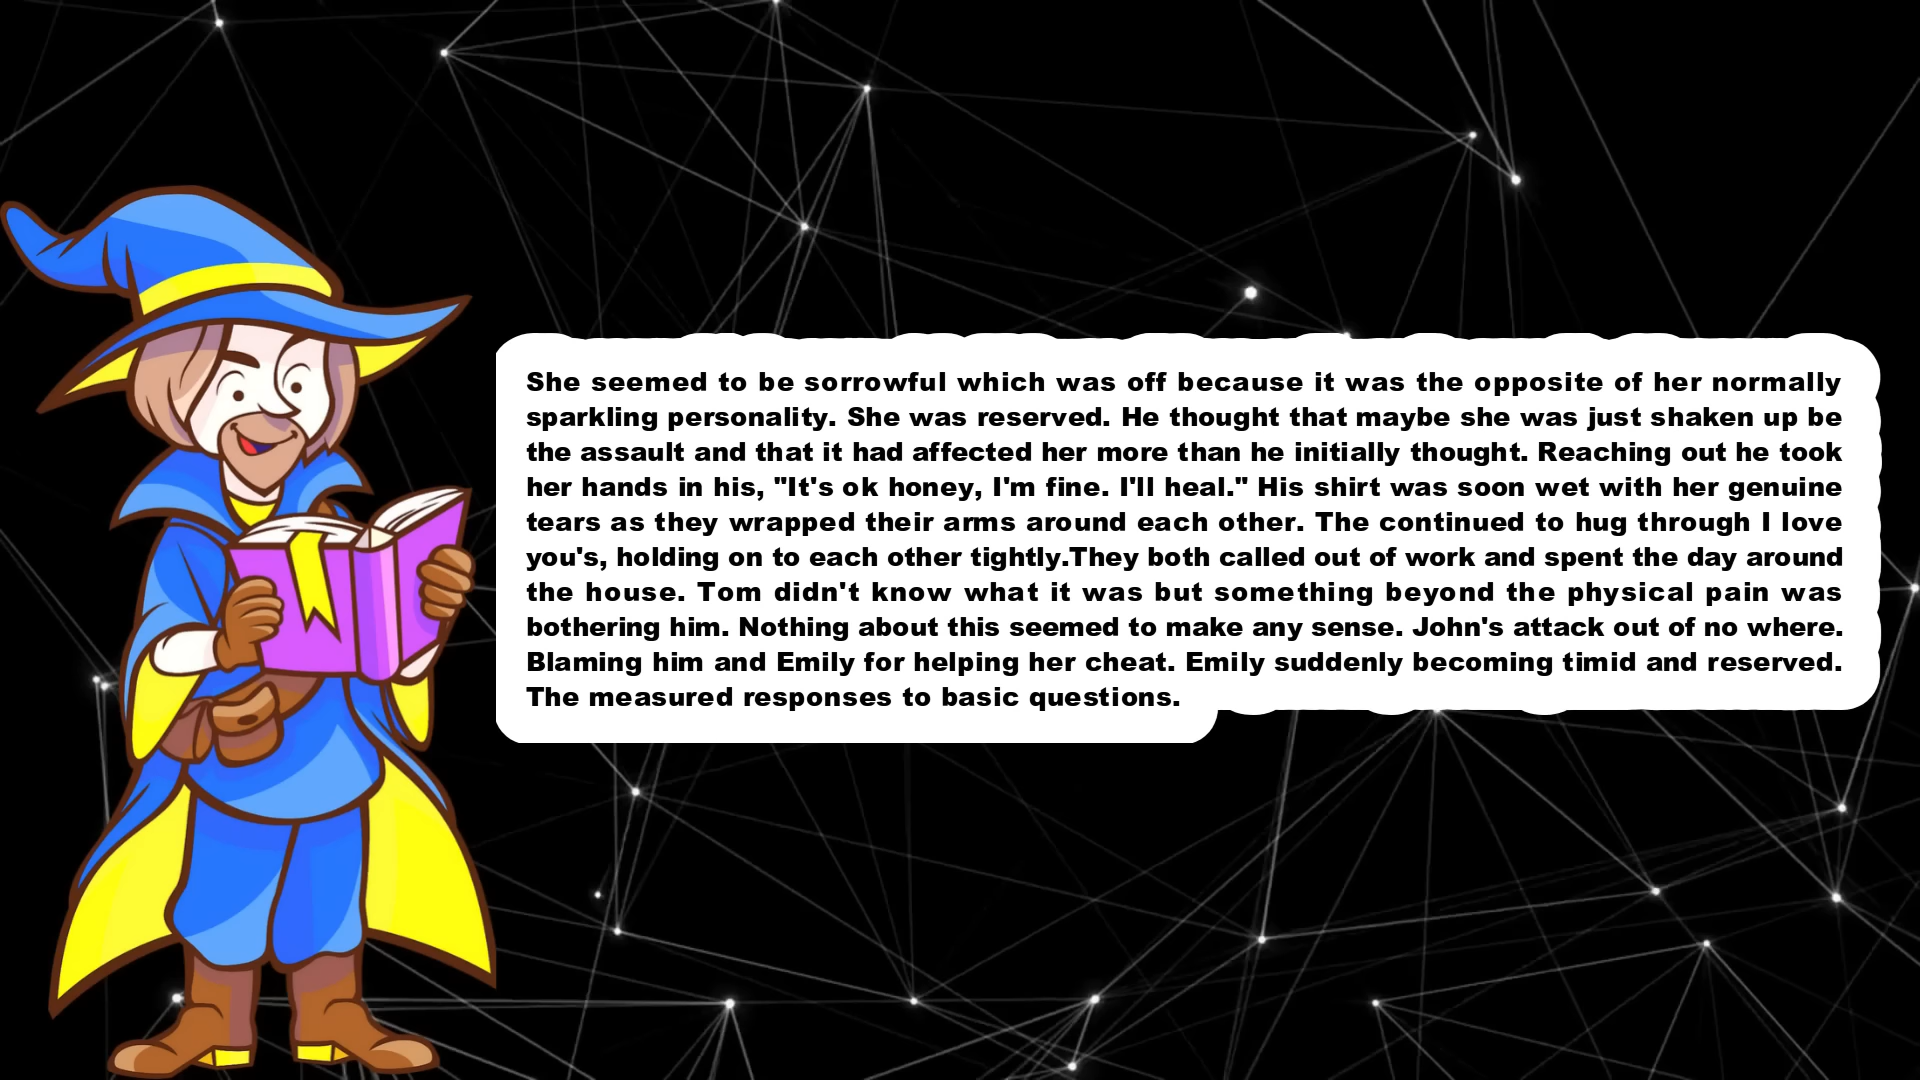 She seemed to be sorrowful which was off because it was the opposite of her normally
sparkling personality. She was reserved. He thought that maybe she was just shaken up be
the assault and that it had affected her more than he initially thought. Reaching out he took
her hands in his, "It's ok honey, I'm fine. I'll heal." His shirt was soon wet with her genuine
tears as they wrapped their arms around each other. The continued to hug through I love
you's, holding on to each other tightly.They both called out of work and spent the day around
the house. Tom didn't know what it was but something beyond the physical pain was
bothering him. Nothing about this seemed to make any sense. John's attack out of no where.
Blaming him and Emily for helping her cheat. Emily suddenly becoming timid and reserved.
The measured responses to basic questions.